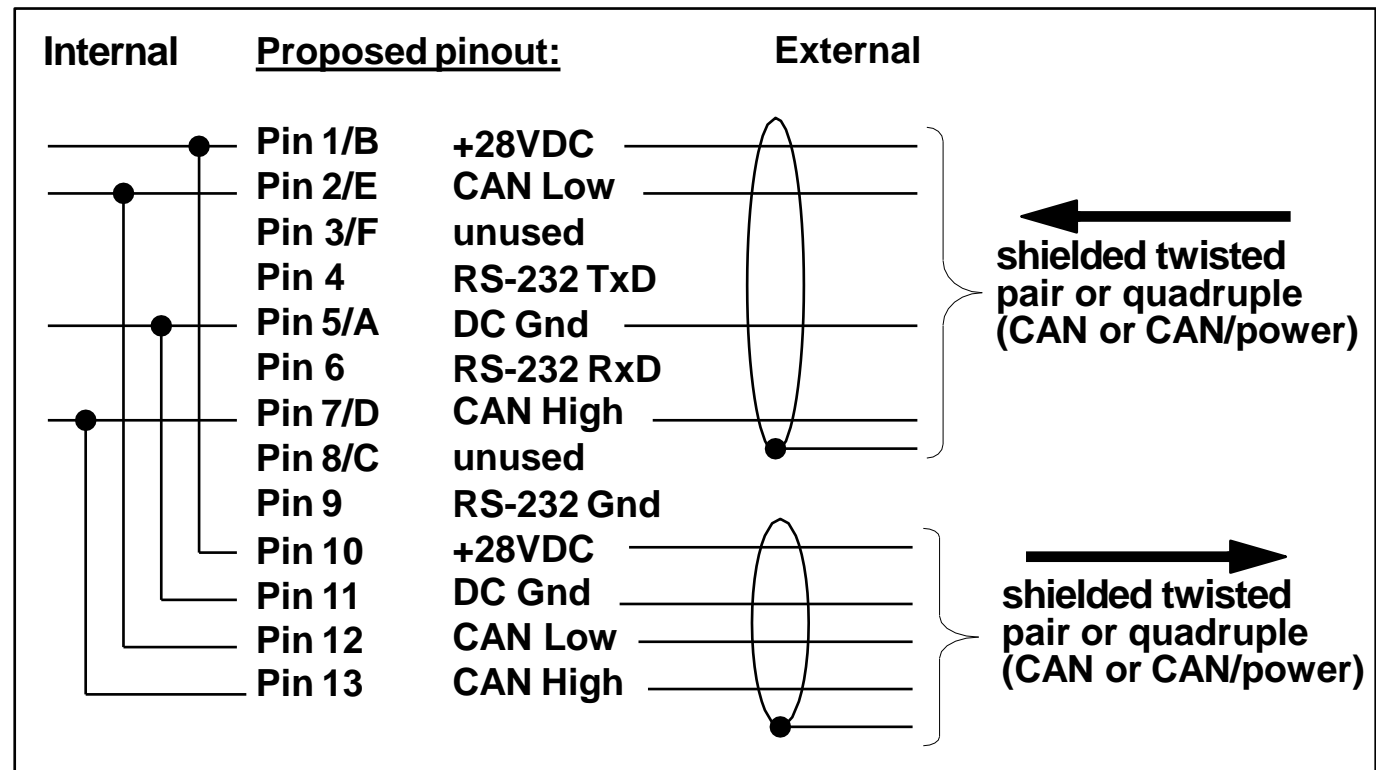 Internal Proposed pinout: External
Pin 1/B +28VDC
Pin 2/E CAN Low
Pin 3/F unused
Pin 4 RS-232 TxD
Pin 5/A DC Gnd
Pin 6 RS-232 RxD
Pin 7/D CAN High
Pin 8/C unused
Pin 9 RS-232 Gnd
Pin 10 +28VDC
Pin 11 DC Gnd
Pin 12 CAN Low
Pin 13 CAN High
shielded twisted
pair or quadruple
(CAN or CAN/power)
shielded twisted
pair or quadruple
(CAN or CAN/power)